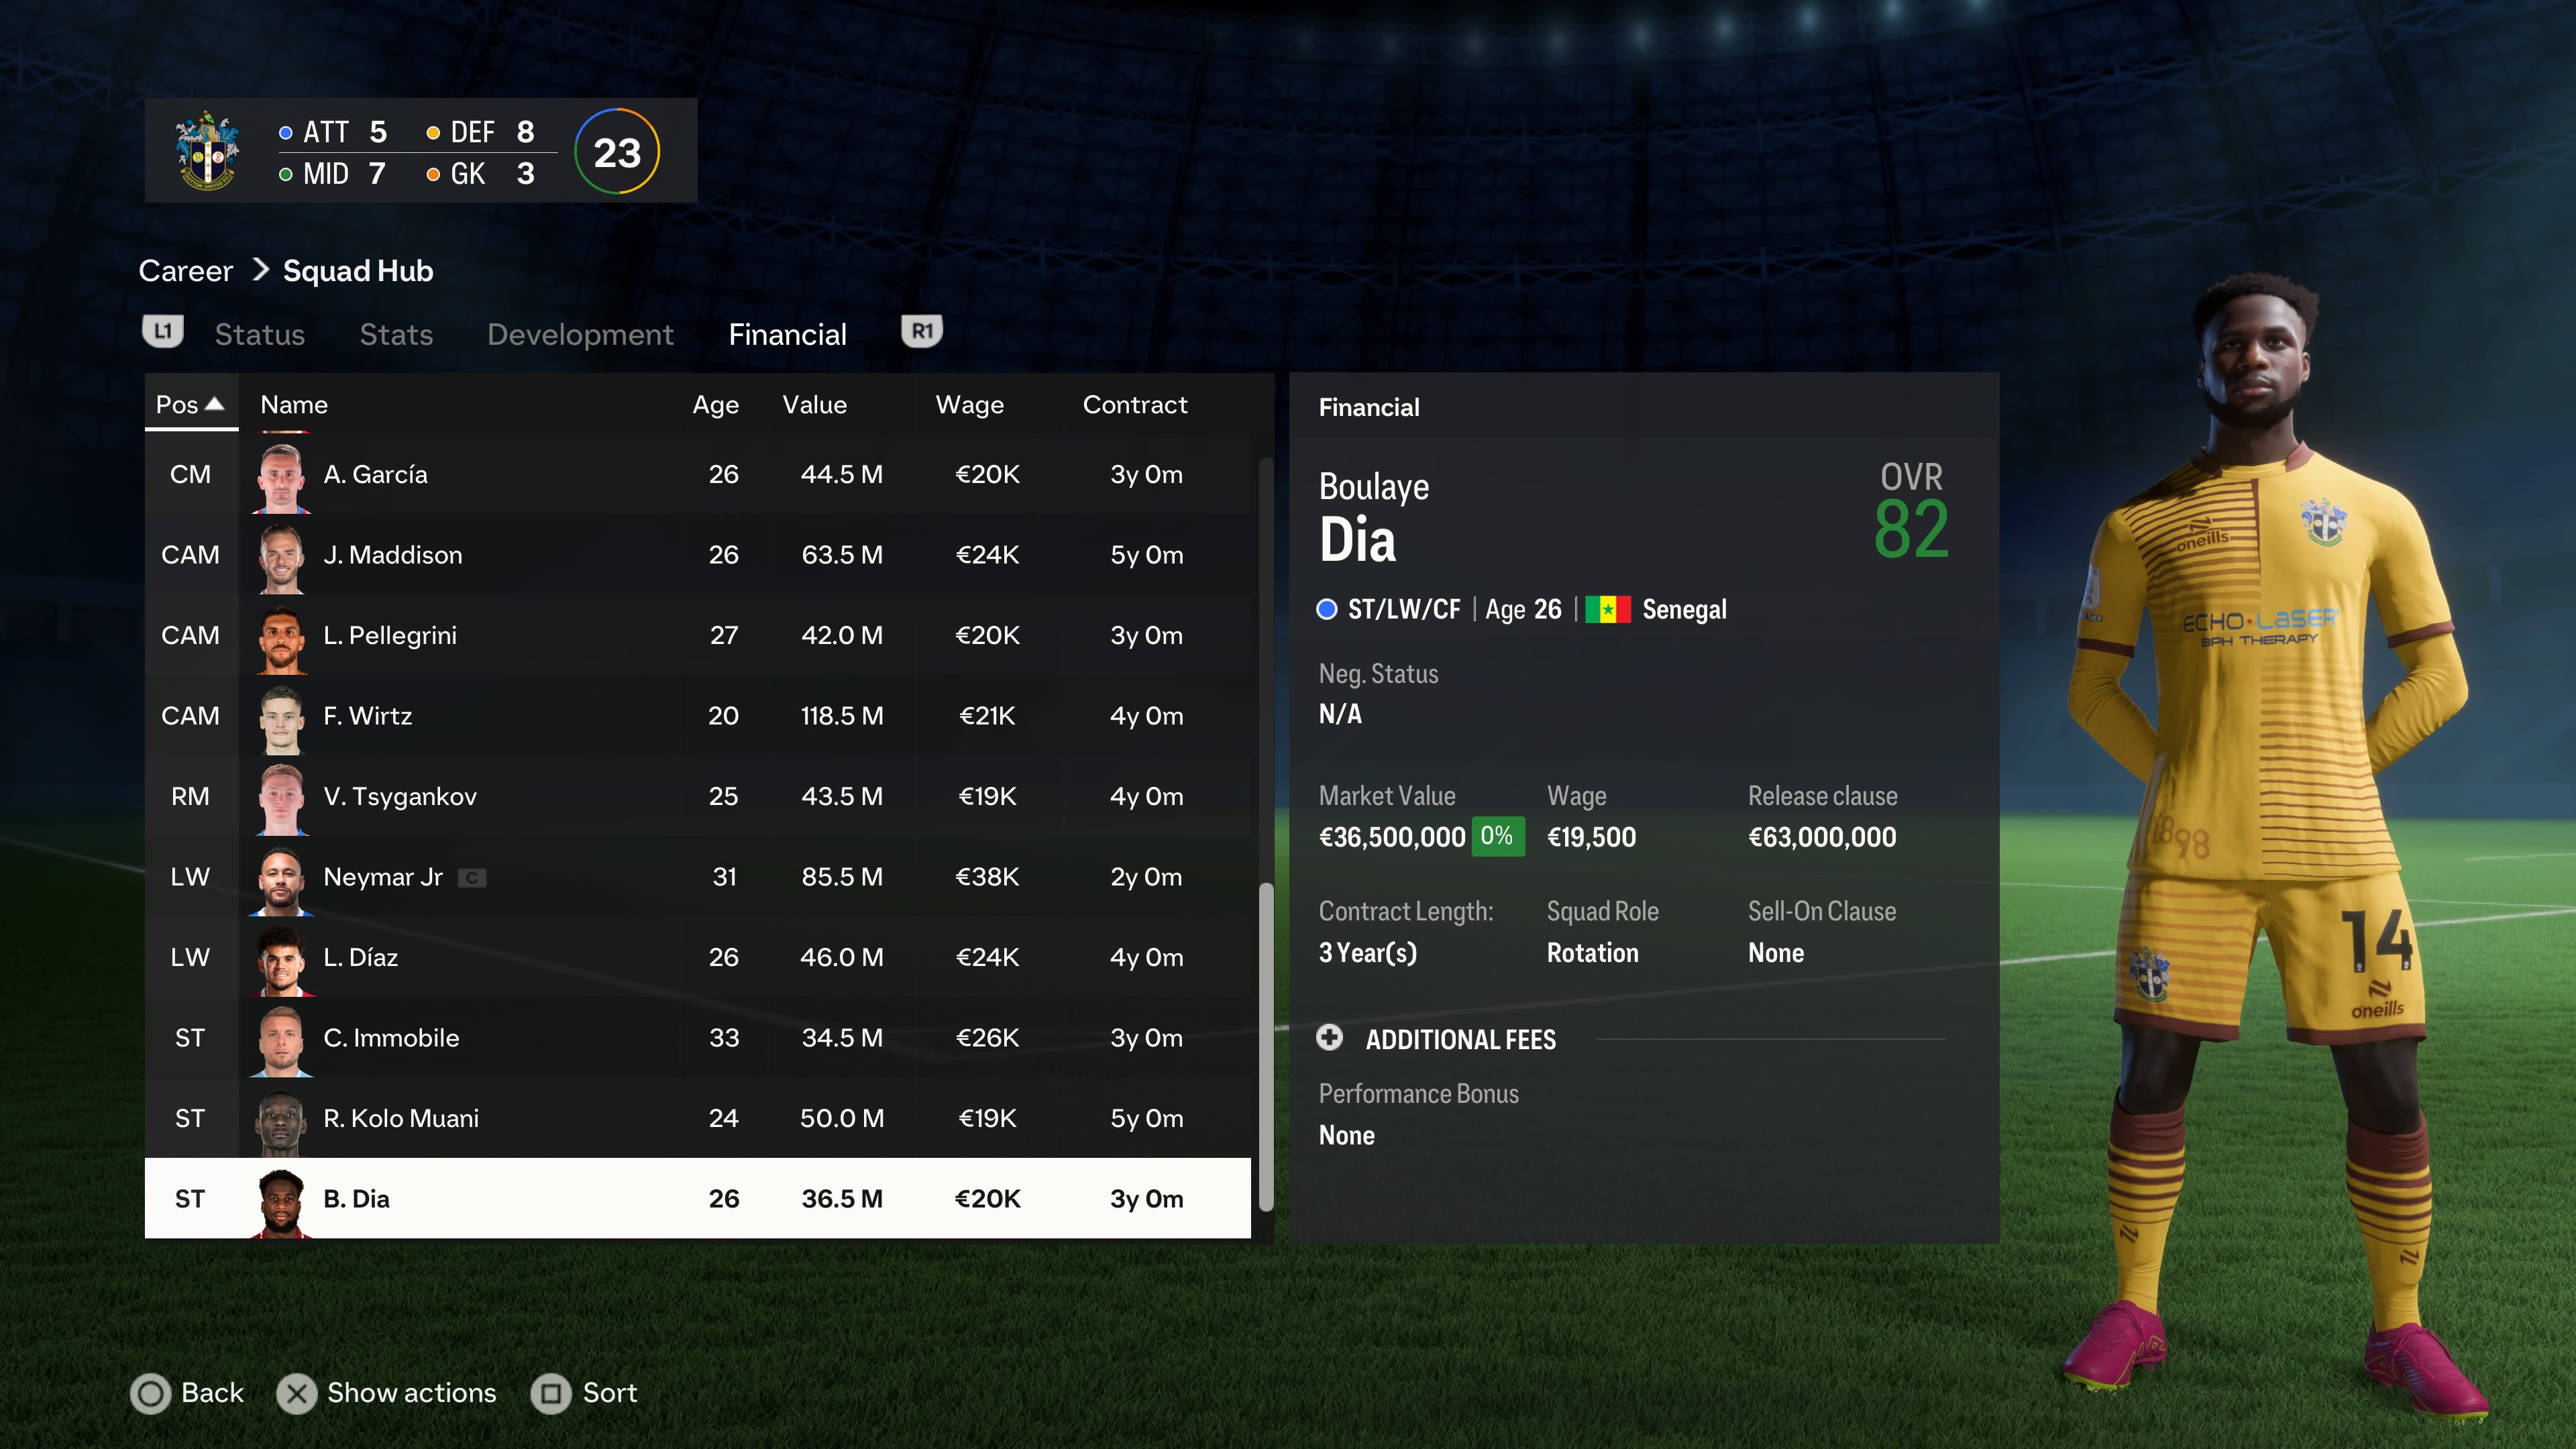 ATT 5 DEF 8
MID 7 GK 3
23
Career > Squad Hub
L1 Status Stats Development Financial R1
Pos Name Age Value Wage Contract
CM A. García 26 44.5 M €20K 3y 0m
CAM J. Maddison 26 63.5 M €24K 5y 0m
CAM L. Pellegrini 27 42.0 M €20K 3y 0m
CAM F. Wirtz 20 118.5 M €21K 4y 0m
RM V. Tsygankov 25 43.5 M €19K 4y 0m
LW Neymar Jr C 31 85.5 M €38K 2y 0m
LW L. Díaz 26 46.0 M €24K 4y 0m
ST C. Immobile 33 34.5 M €26K 3y 0m
ST R. Kolo Muani 24 50.0 M €19K 5y 0m
ST B. Dia 26 36.5 M €20K 3y 0m
Financial
Boulaye
Dia
OVR
82
ST/LW/CF | Age 26 | Senegal
Neg. Status
N/A
Market Value Wage Release clause
€36,500,000 0% €19,500 €63,000,000
Contract Length: Squad Role Sell-On Clause
3 Year(s) Rotation None
ADDITIONAL FEES
Performance Bonus
None
oneills
ECHO•LASER
BPH THERAPY
1898
14
oneills
Back Show actions Sort